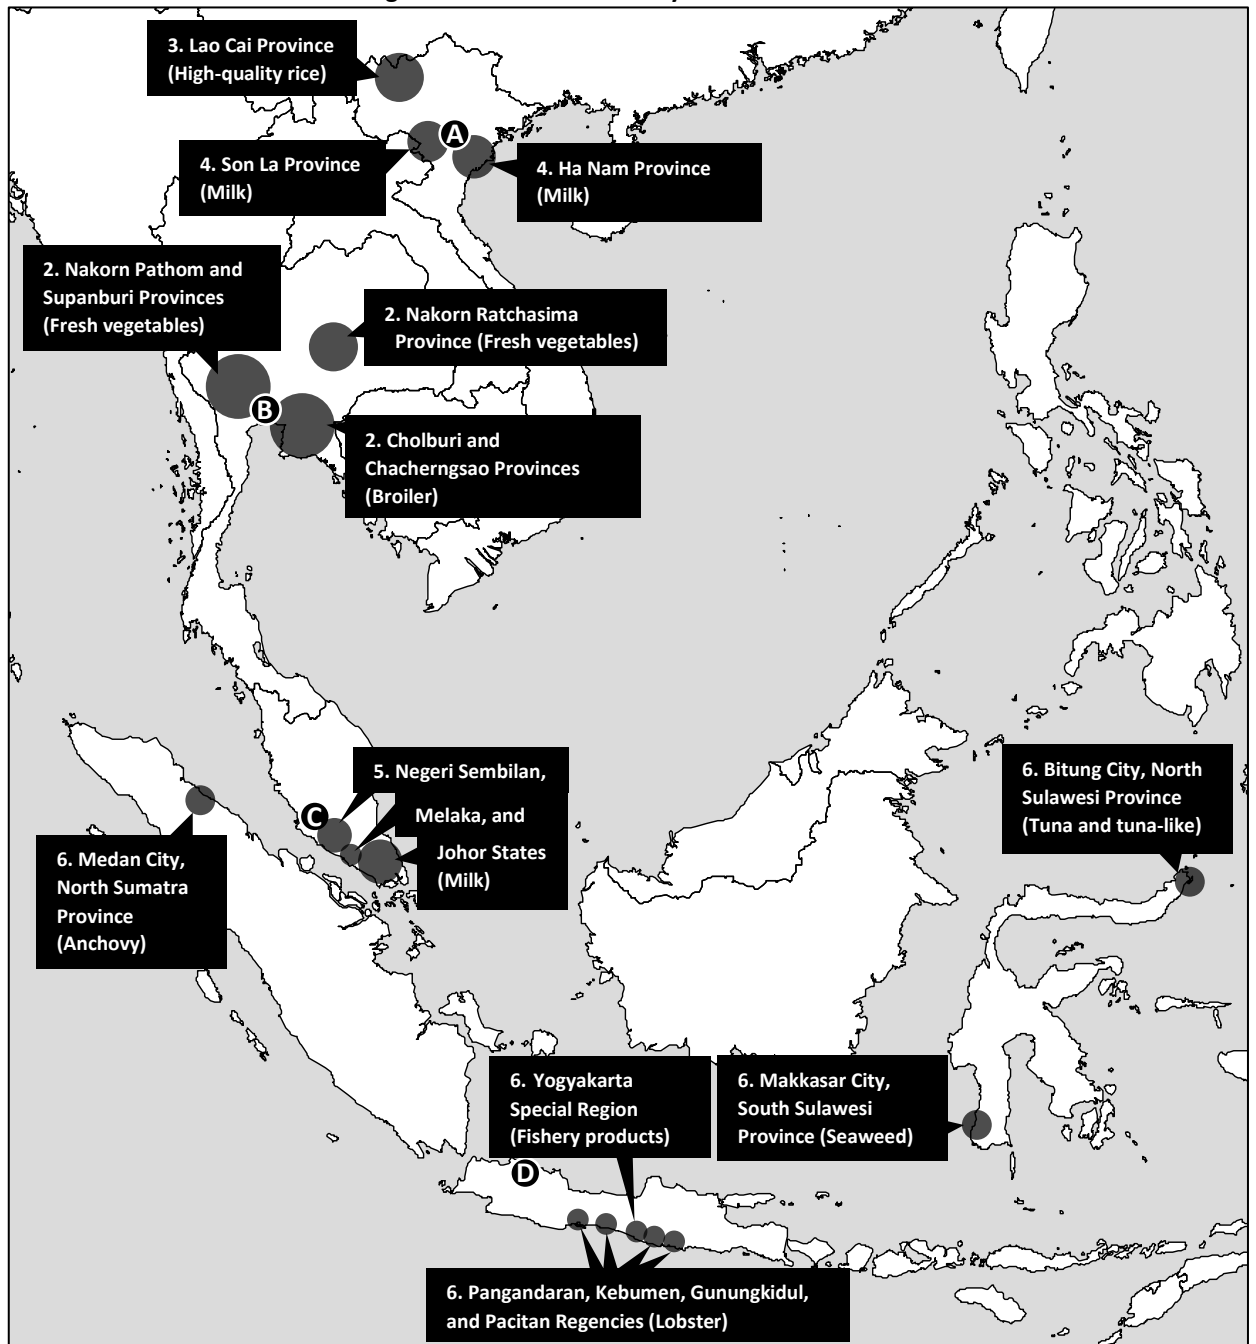 3. Lao Cai Province
(High-quality rice)
A
4. Son La Province
(Milk)
4. Ha Nam Province
(Milk)
2. Nakorn Pathom and
Supanburi Provinces
(Fresh vegetables)
2. Nakorn Ratchasima
Province (Fresh vegetables)
B
2. Cholburi and
Chacherngsao Provinces
(Broiler)
5. Negeri Sembilan,
Melaka, and
Johor States
(Milk)
C
6. Medan City,
North Sumatra
Province
(Anchovy)
6. Bitung City, North
Sulawesi Province
(Tuna and tuna-like)
6. Yogyakarta
Special Region
(Fishery products)
6. Makkasar City,
South Sulawesi
Province (Seaweed)
D
6. Pangandaran, Kebumen, Gunungkidul,
and Pacitan Regencies (Lobster)